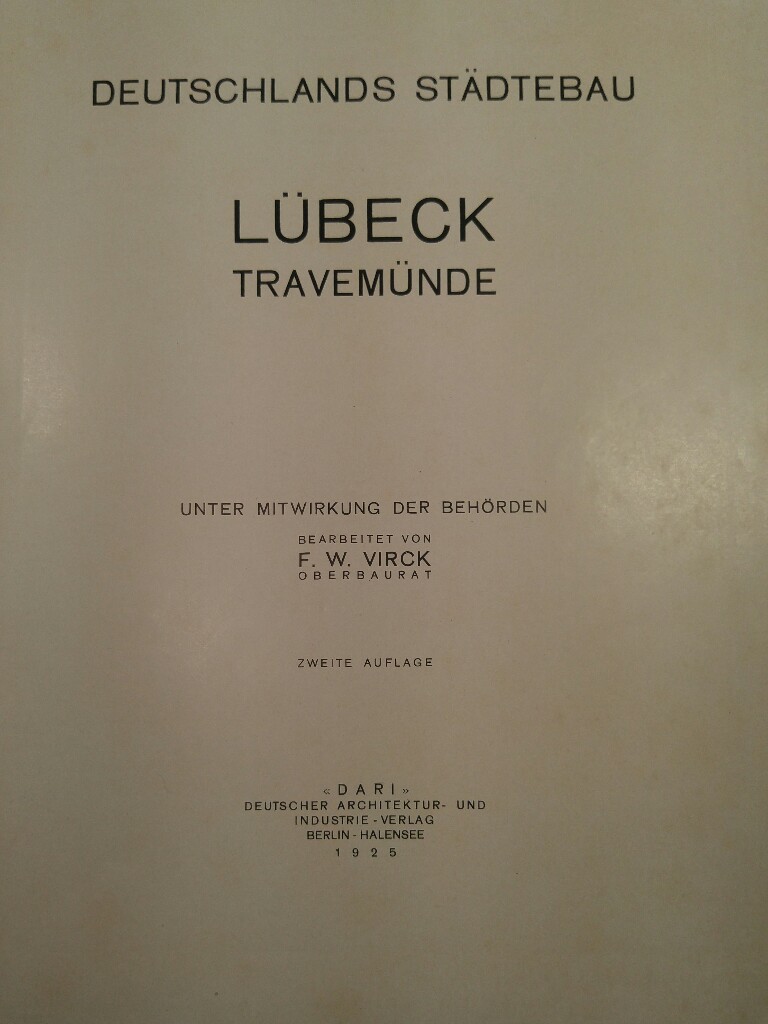 DEUTSCHLANDS STÄDTEBAU
LÜBECK
TRAVEMÜNDE
UNTER MITWIRKUNG DER BEHÖRDEN
BEARBEITET VON
F. W. VIRCK
OBERBAURAT
ZWEITE AUFLAGE
«DARI»
DEUTSCHER ARCHITEKTUR- UND
INDUSTRIE-VERLAG
BERLIN-HALENSEE
1925